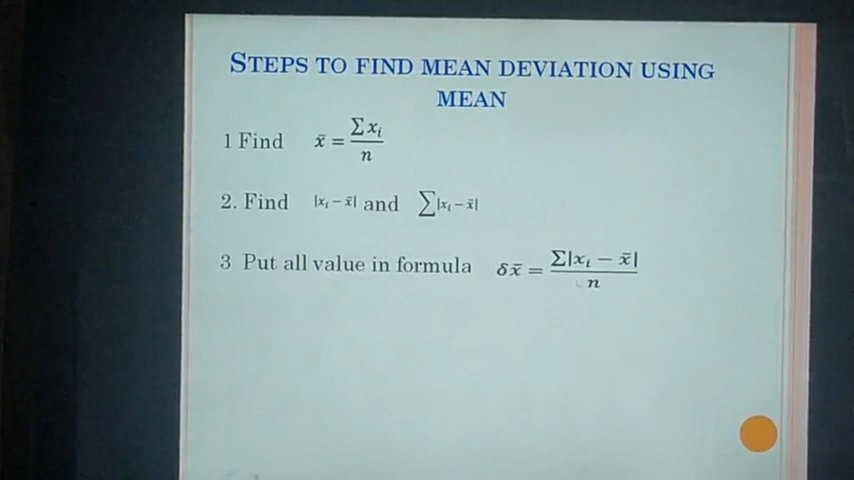 STEPS TO FIND MEAN DEVIATION USING
MEAN
1 Find x̄ = ∑xᵢ / n
2. Find |xᵢ − x̄| and ∑|xᵢ − x̄|
3 Put all value in formula δx̄ = ∑|xᵢ − x̄| / n